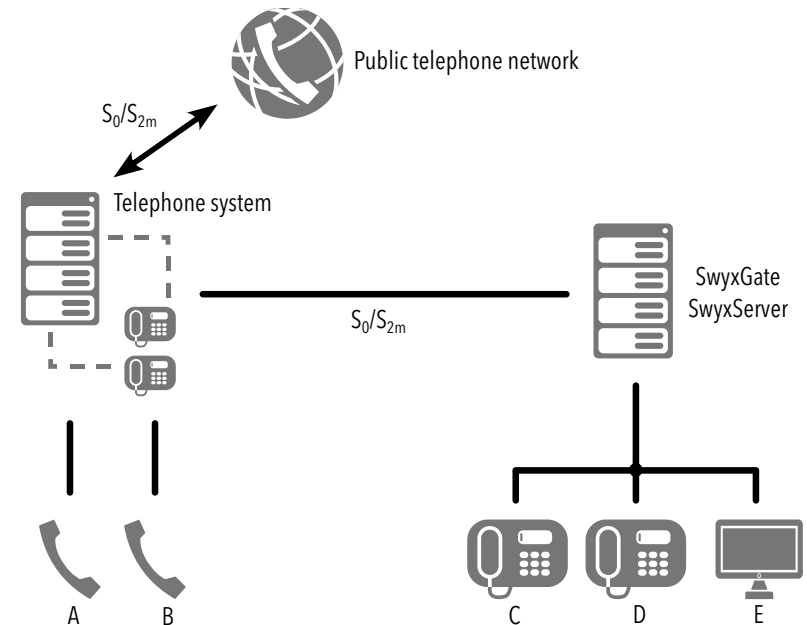 Public telephone network
S₀/S₂ₘ
Telephone system
SwyxGate
SwyxServer
S₀/S₂ₘ
A
B
C
D
E